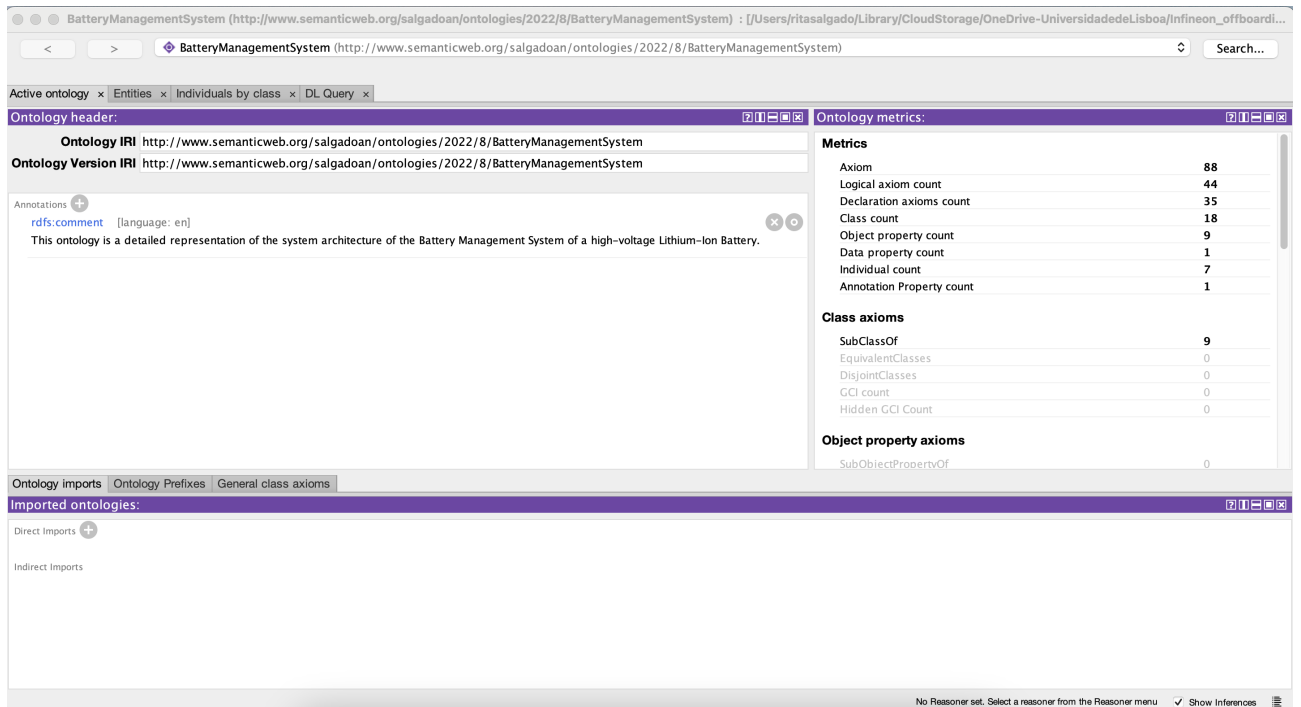 BatteryManagementSystem (http://www.semanticweb.org/salgadoan/ontologies/2022/8/BatteryManagementSystem) : [/Users/ritasalgado/Library/CloudStorage/OneDrive-UniversidadedeLisboa/Infineon_offboardi...
< > BatteryManagementSystem (http://www.semanticweb.org/salgadoan/ontologies/2022/8/BatteryManagementSystem) Search...
Active ontology × Entities × Individuals by class × DL Query ×
Ontology header:
Ontology IRI http://www.semanticweb.org/salgadoan/ontologies/2022/8/BatteryManagementSystem
Ontology Version IRI http://www.semanticweb.org/salgadoan/ontologies/2022/8/BatteryManagementSystem
Annotations
rdfs:comment [language: en]
This ontology is a detailed representation of the system architecture of the Battery Management System of a high-voltage Lithium-Ion Battery.
Ontology metrics:
Metrics
Axiom 88
Logical axiom count 44
Declaration axioms count 35
Class count 18
Object property count 9
Data property count 1
Individual count 7
Annotation Property count 1
Class axioms
SubClassOf 9
EquivalentClasses 0
DisjointClasses 0
GCI count 0
Hidden GCI Count 0
Object property axioms
SubObjectPropertyOf 0
Ontology imports Ontology Prefixes General class axioms
Imported ontologies:
Direct Imports
Indirect Imports
No Reasoner set. Select a reasoner from the Reasoner menu Show Inferences